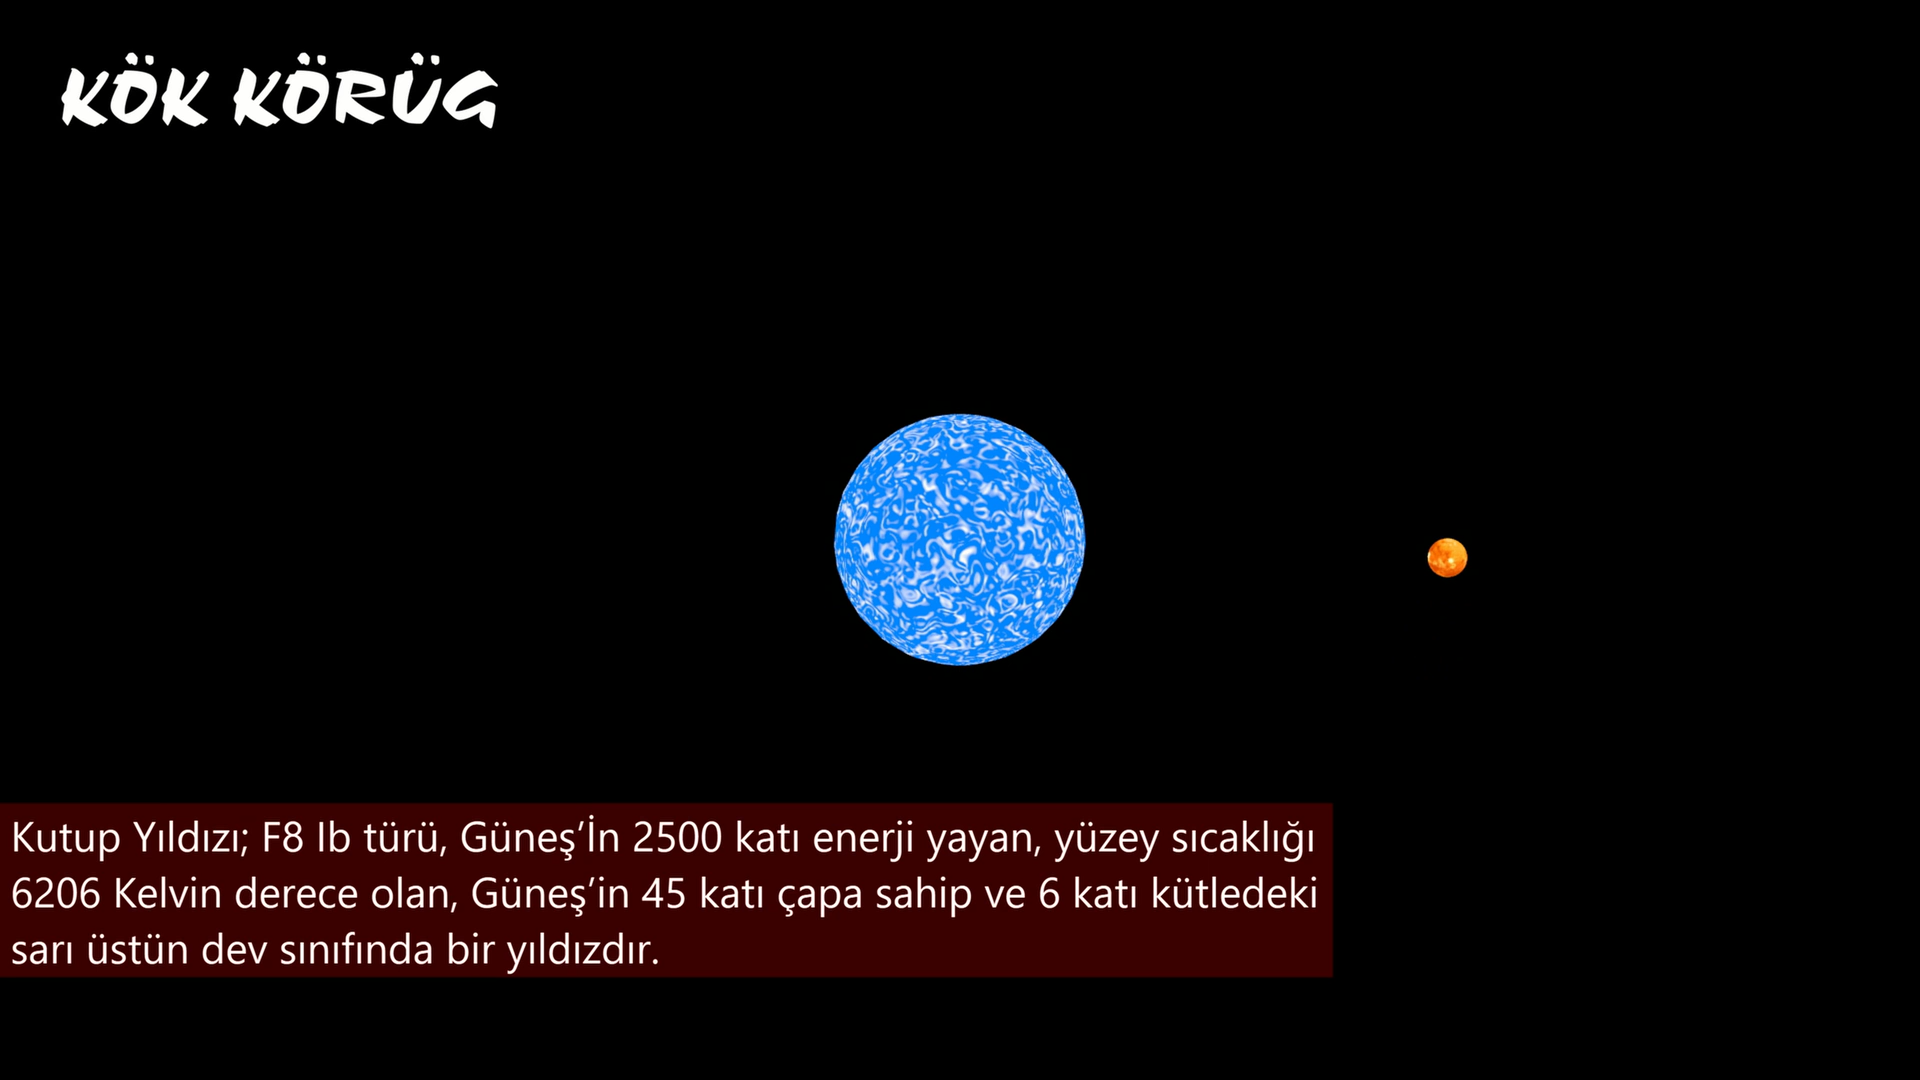 KÖK KÖRÜG
Kutup Yıldızı; F8 Ib türü, Güneş’İn 2500 katı enerji yayan, yüzey sıcaklığı
6206 Kelvin derece olan, Güneş’in 45 katı çapa sahip ve 6 katı kütledeki
sarı üstün dev sınıfında bir yıldızdır.